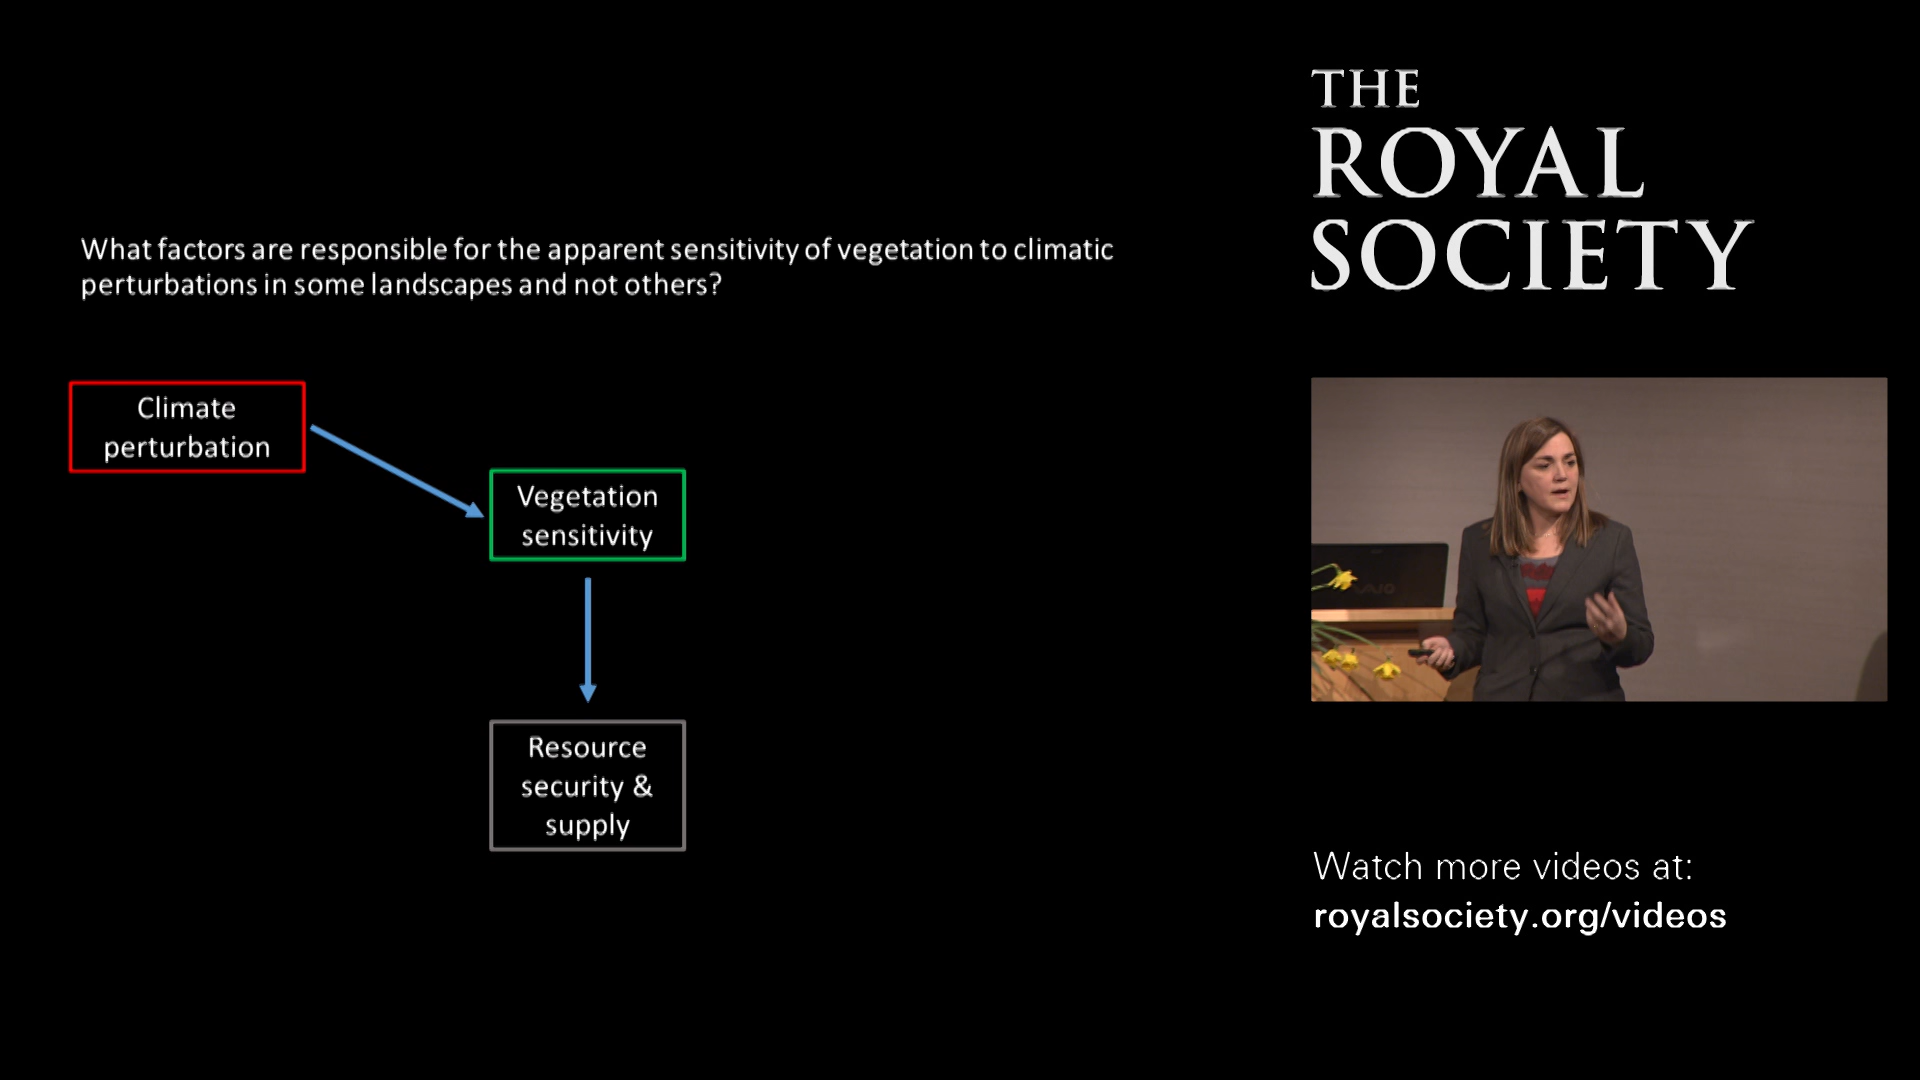 What factors are responsible for the apparent sensitivity of vegetation to climatic
perturbations in some landscapes and not others?
Climate
perturbation
Vegetation
sensitivity
Resource
security &
supply
THE
ROYAL
SOCIETY
VAIO
Watch more videos at:
royalsociety.org/videos